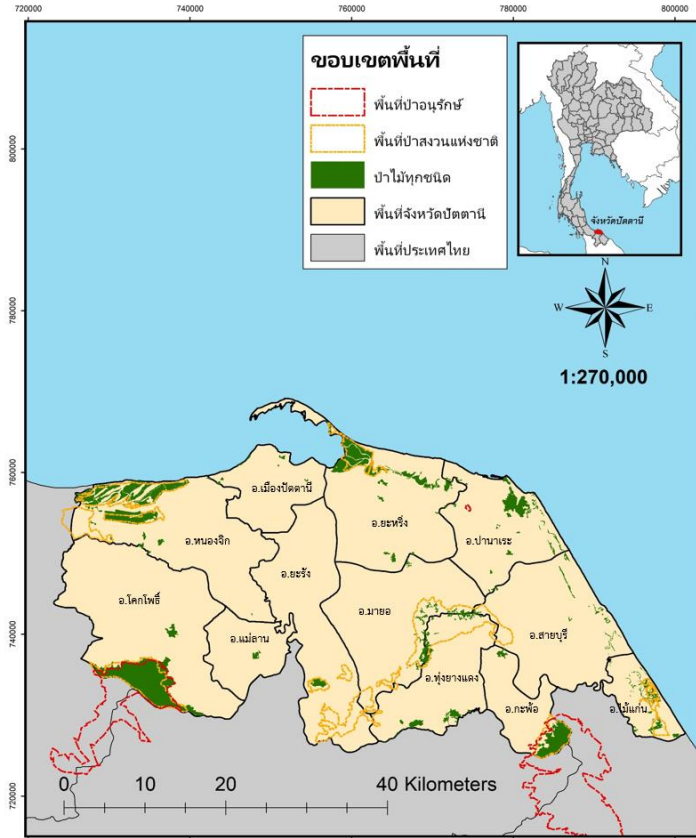 720000 740000 760000 780000 800000
ขอบเขตพื้นที่
พื้นที่ป่าอนุรักษ์
พื้นที่ป่าสงวนแห่งชาติ
ป่าไม้ทุกชนิด
พื้นที่จังหวัดปัตตานี
พื้นที่ประเทศไทย
จังหวัดปัตตานี
N
W E
S
1:270,000
800000
780000
760000
740000
720000
อ.เมืองปัตตานี
อ.ยะหริ่ง
อ.หนองจิก
อ.ปานาเระ
อ.ยะรัง
อ.โคกโพธิ์
อ.มายอ
อ.แม่ลาน
อ.สายบุรี
อ.ทุ่งยางแดง
อ.กะพ้อ
อ.ไม้แก่น
0 10 20 40 Kilometers
720000 740000 760000 780000 800000